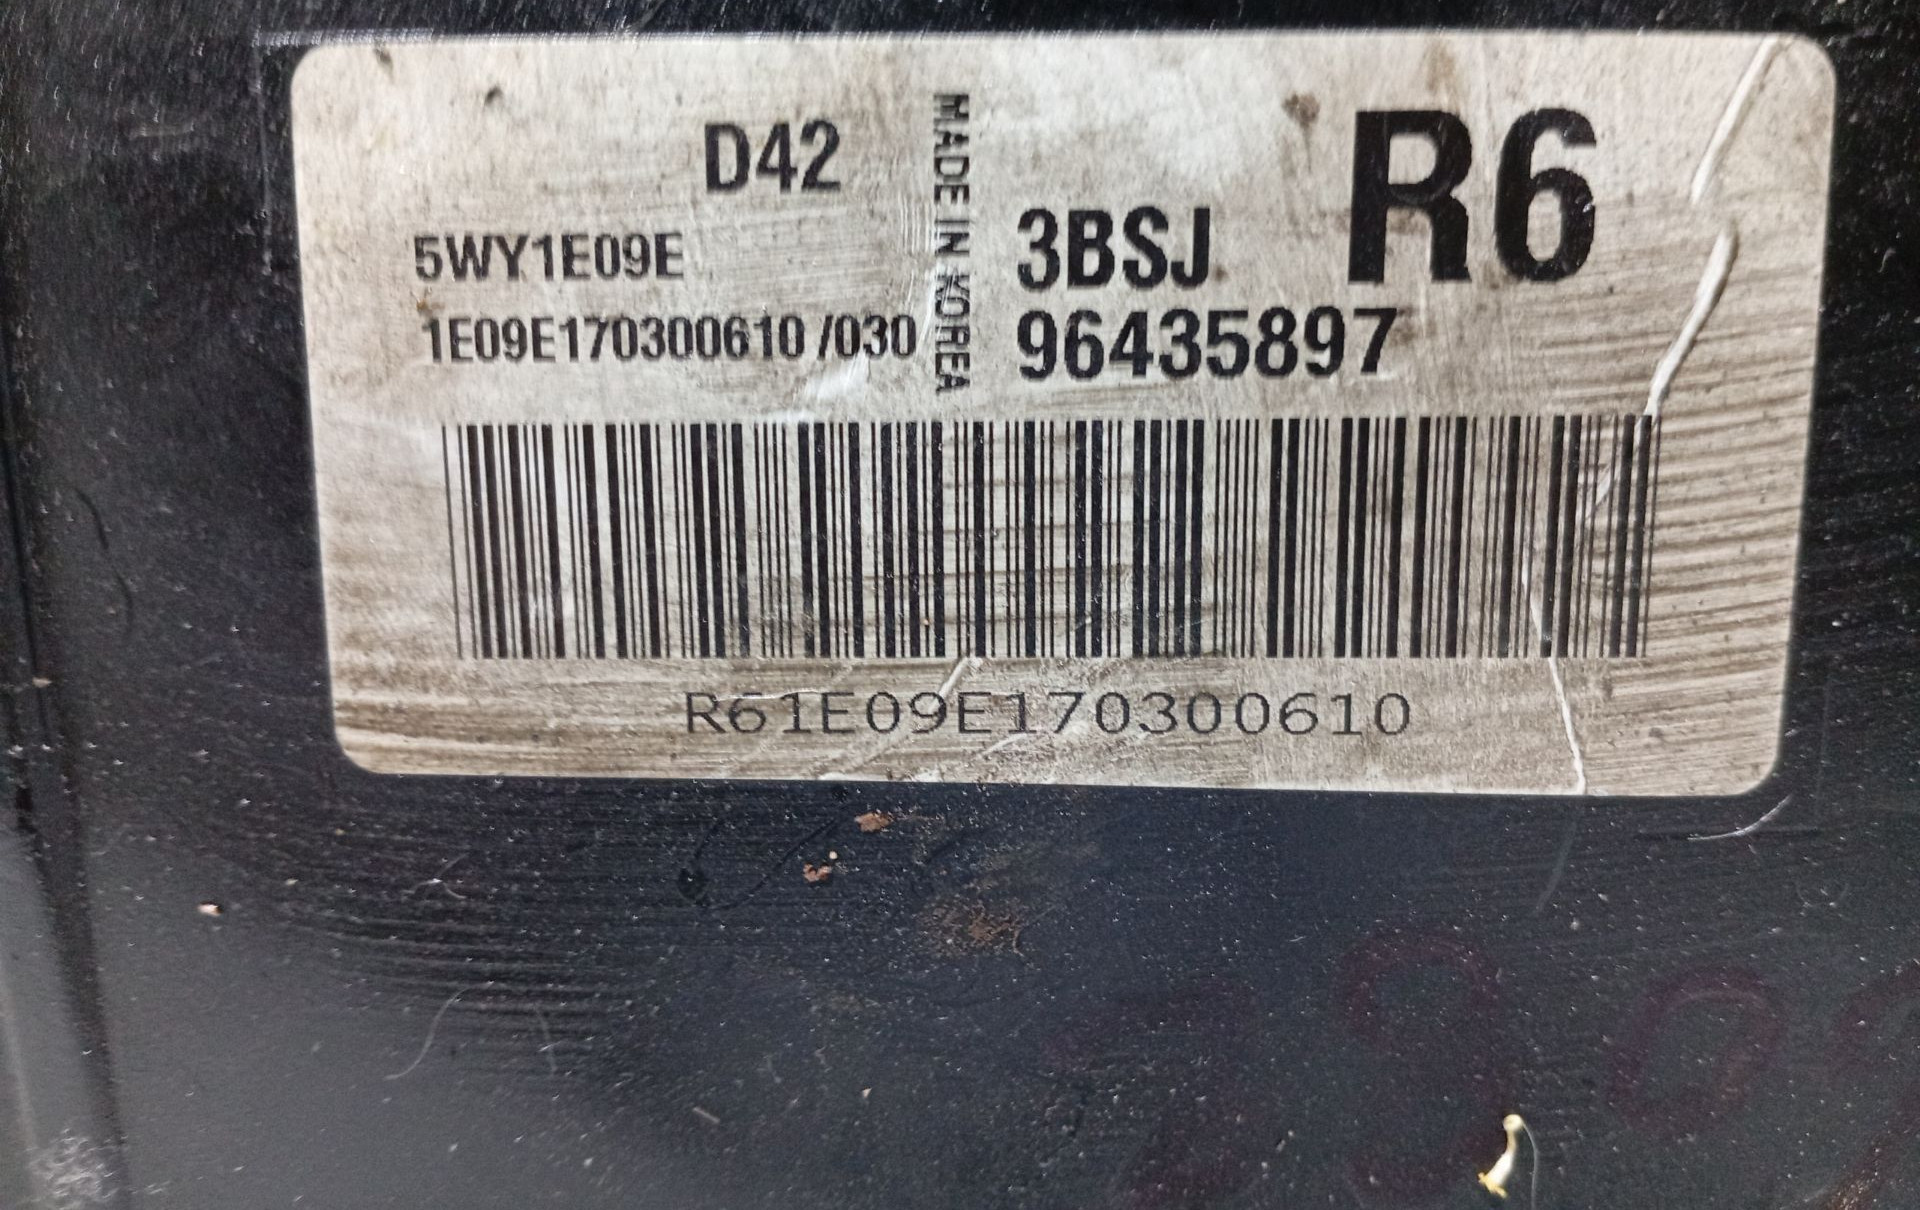 D42
5WY1E09E
1E09E170300610 /030
MADE IN KOREA
R6
3BSJ
96435897
R61E09E170300610